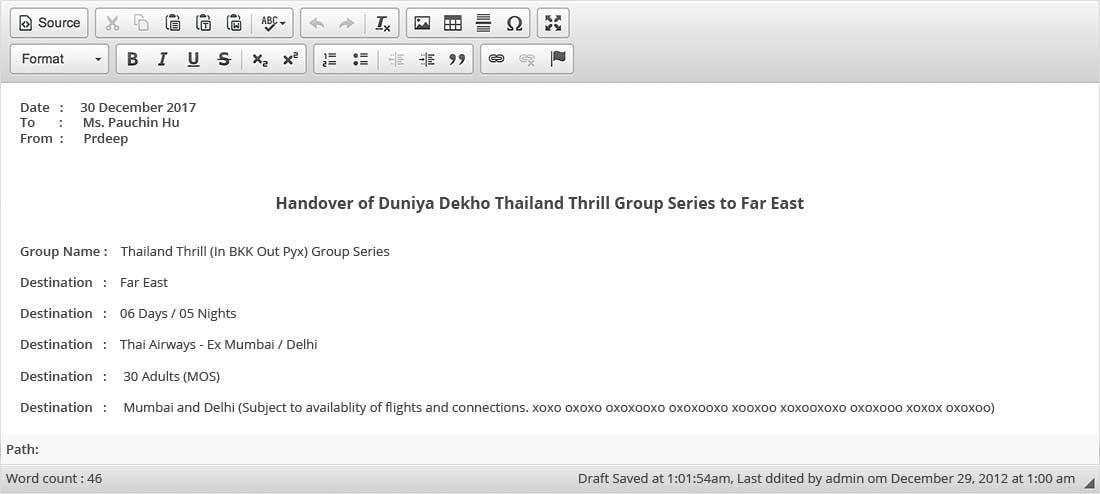 Source ABC
Format B I U S x₂ x²
Date : 30 December 2017
To : Ms. Pauchin Hu
From : Prdeep
Handover of Duniya Dekho Thailand Thrill Group Series to Far East
Group Name : Thailand Thrill (In BKK Out Pyx) Group Series
Destination : Far East
Destination : 06 Days / 05 Nights
Destination : Thai Airways - Ex Mumbai / Delhi
Destination : 30 Adults (MOS)
Destination : Mumbai and Delhi (Subject to availablity of flights and connections. xoxo oxoxo oxoxooxo oxoxooxo xooxoo xoxooxoxo oxoxooo xoxox oxoxoo)
Path:
Word count : 46 Draft Saved at 1:01:54am, Last ddited by admin om December 29, 2012 at 1:00 am